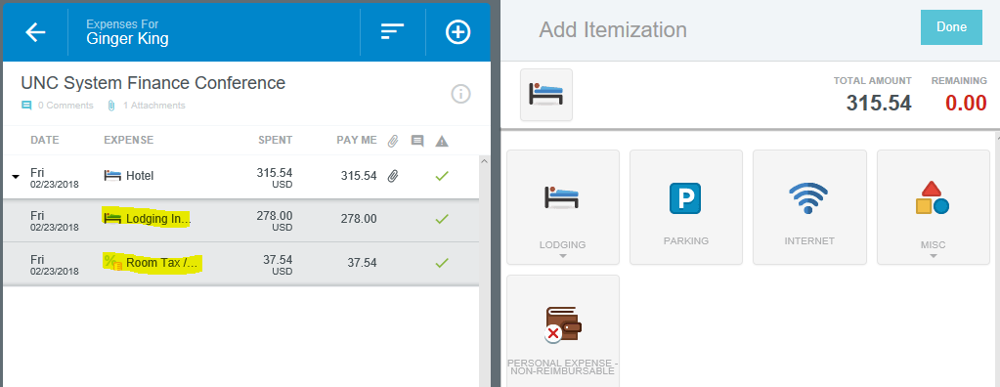 Expenses For
Ginger King
UNC System Finance Conference
0 Comments 1 Attachments
DATE EXPENSE SPENT PAY ME
Fri Hotel 315.54 315.54
02/23/2018 USD
Fri Lodging In... 278.00 278.00
02/23/2018 USD
Fri Room Tax /... 37.54 37.54
02/23/2018 USD
Add Itemization Done
TOTAL AMOUNT REMAINING
315.54 0.00
P
LODGING PARKING INTERNET MISC
PERSONAL EXPENSE -
NON-REIMBURSABLE